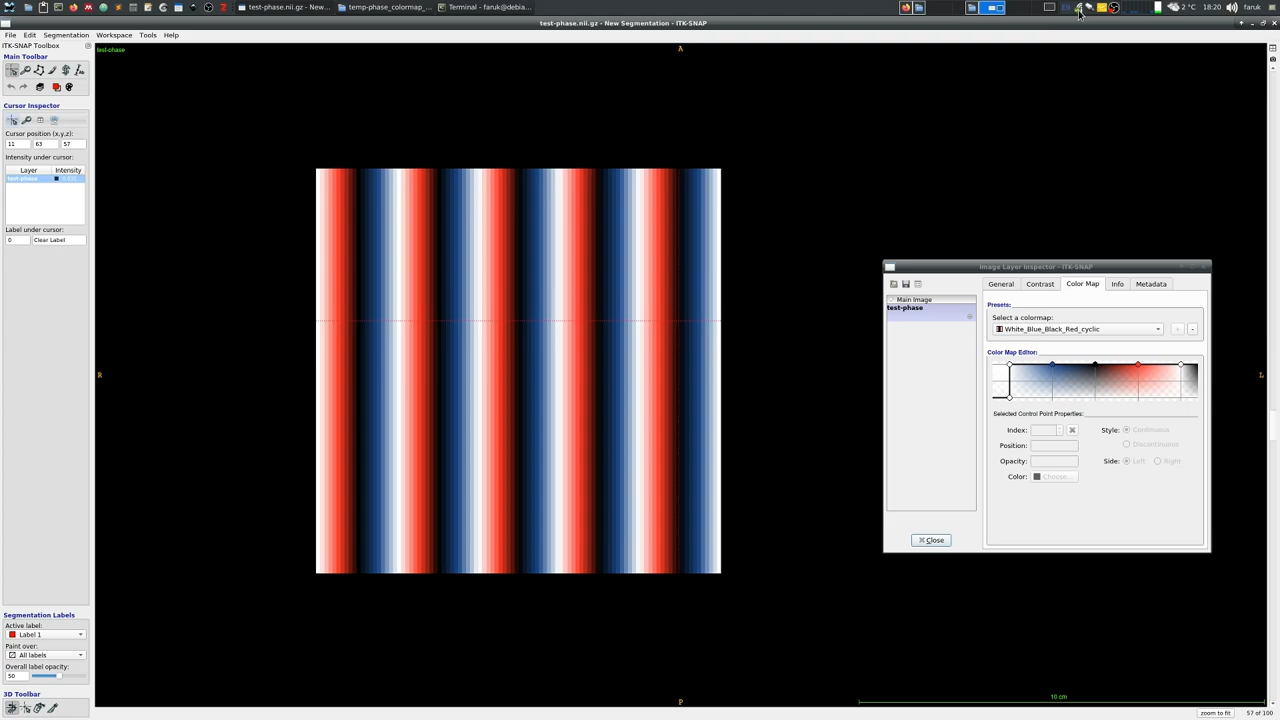 test-phase.nii.gz - New...
temp-phase_colormap_...
Terminal - faruk@debia...
EN
2 °C
18:20
faruk
test-phase.nii.gz - New Segmentation - ITK-SNAP
File Edit Segmentation Workspace Tools Help
ITK-SNAP Toolbox
Main Toolbar
Cursor Inspector
Cursor position (x,y,z):
11 63 57
Intensity under cursor:
Layer Intensity
test-phase
Label under cursor:
0 Clear Label
Segmentation Labels
Active label:
Label 1
Paint over:
All labels
Overall label opacity:
50
3D Toolbar
test-phase
A
R
L
P
10 cm
zoom to fit
57 of 100
Image Layer Inspector - ITK-SNAP
Main Image
test-phase
Close
General Contrast Color Map Info Metadata
Presets:
Select a colormap:
White_Blue_Black_Red_cyclic
+ -
Color Map Editor:
Selected Control Point Properties:
Index:
Position:
Opacity:
Color: Choose...
Style: Continuous
Discontinuous
Side: Left Right